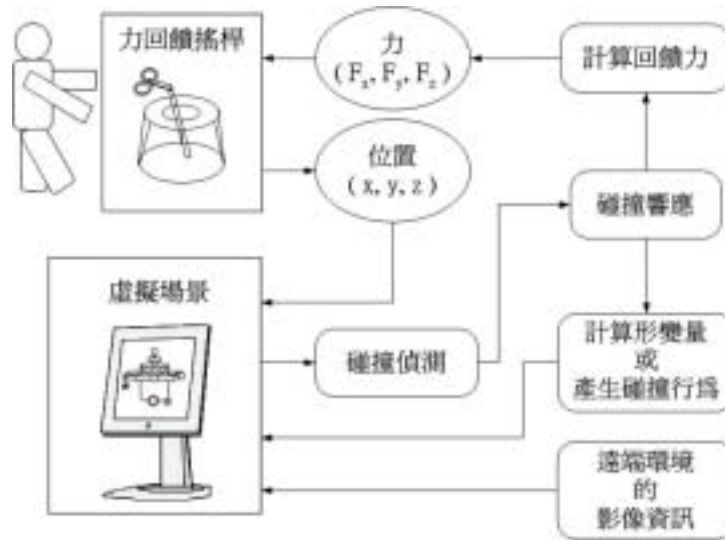 力回饋搖桿
力
( Fx, Fy, Fz )
計算回饋力
位置
( x, y, z )
碰撞響應
虛擬場景
碰撞偵測
計算形變量
或
產生碰撞行為
遠端環境
的
影像資訊